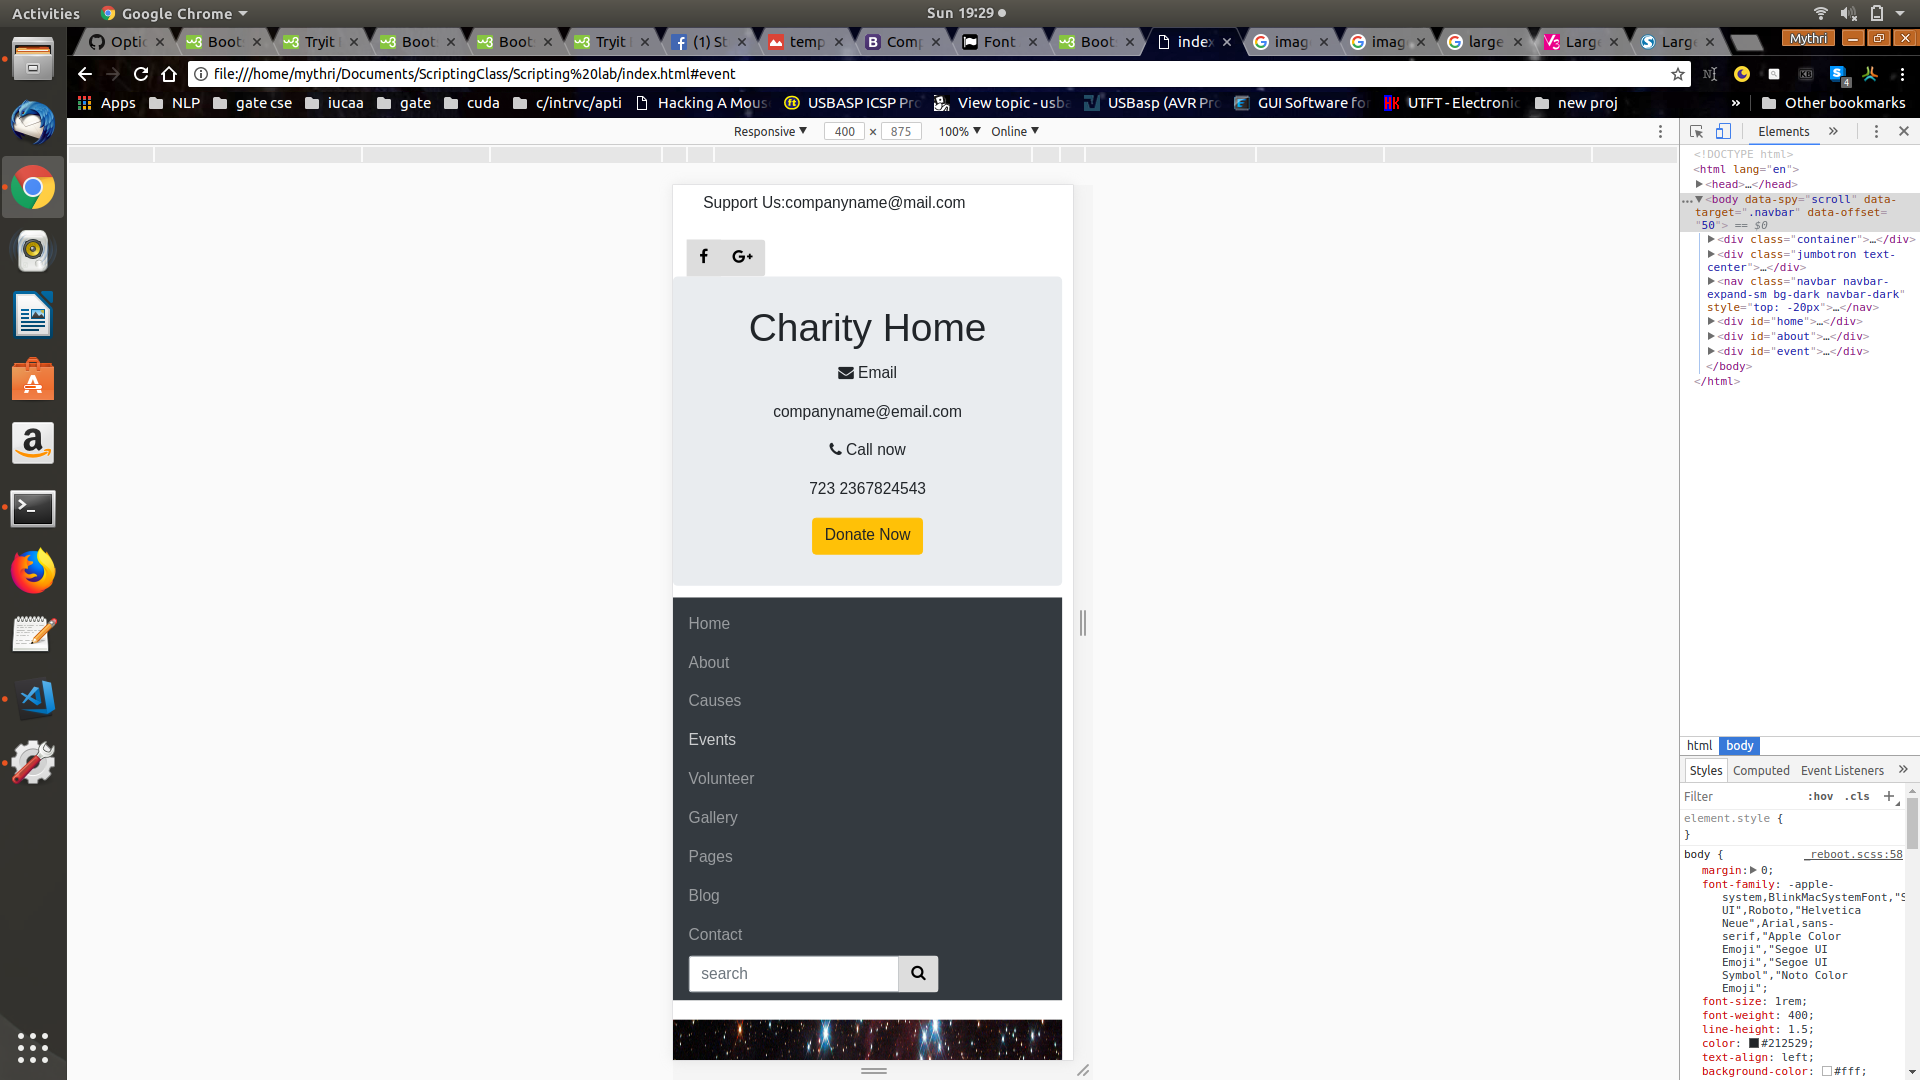 Activities Google Chrome Sun 19:29
Optic Boots Tryit Boots Boots Tryit (1) St temp Comp Font Boots index imag imag large Large Large Mythri
file:///home/mythri/Documents/ScriptingClass/Scripting%20lab/index.html#event
Apps NLP gate cse iucaa gate cuda c/intrvc/apti Hacking A Mous USBASP ICSP Pro View topic - usba USBasp (AVR Pro GUI Software for UTFT - Electronic new proj » Other bookmarks
Responsive 400 × 875 100% Online
Elements »
<!DOCTYPE html>
<html lang="en">
<head>…</head>
<body data-spy="scroll" data-
target=".navbar" data-offset=
"50"> == $0
<div class="container">…</div>
<div class="jumbotron text-
center">…</div>
<nav class="navbar navbar-
expand-sm bg-dark navbar-dark"
style="top: -20px">…</nav>
<div id="home">…</div>
<div id="about">…</div>
<div id="event">…</div>
</body>
</html>
Support Us:companyname@mail.com
f G+
Charity Home
Email
companyname@email.com
Call now
723 2367824543
Donate Now
Home
About
Causes
Events
Volunteer
Gallery
Pages
Blog
Contact
search
html body
Styles Computed Event Listeners »
Filter :hov .cls +
element.style {
}
body { _reboot.scss:58
margin: 0;
font-family: -apple-
system,BlinkMacSystemFont,"S
UI",Roboto,"Helvetica
Neue",Arial,sans-
serif,"Apple Color
Emoji","Segoe UI
Emoji","Segoe UI
Symbol","Noto Color
Emoji";
font-size: 1rem;
font-weight: 400;
line-height: 1.5;
color: #212529;
text-align: left;
background-color: #fff;